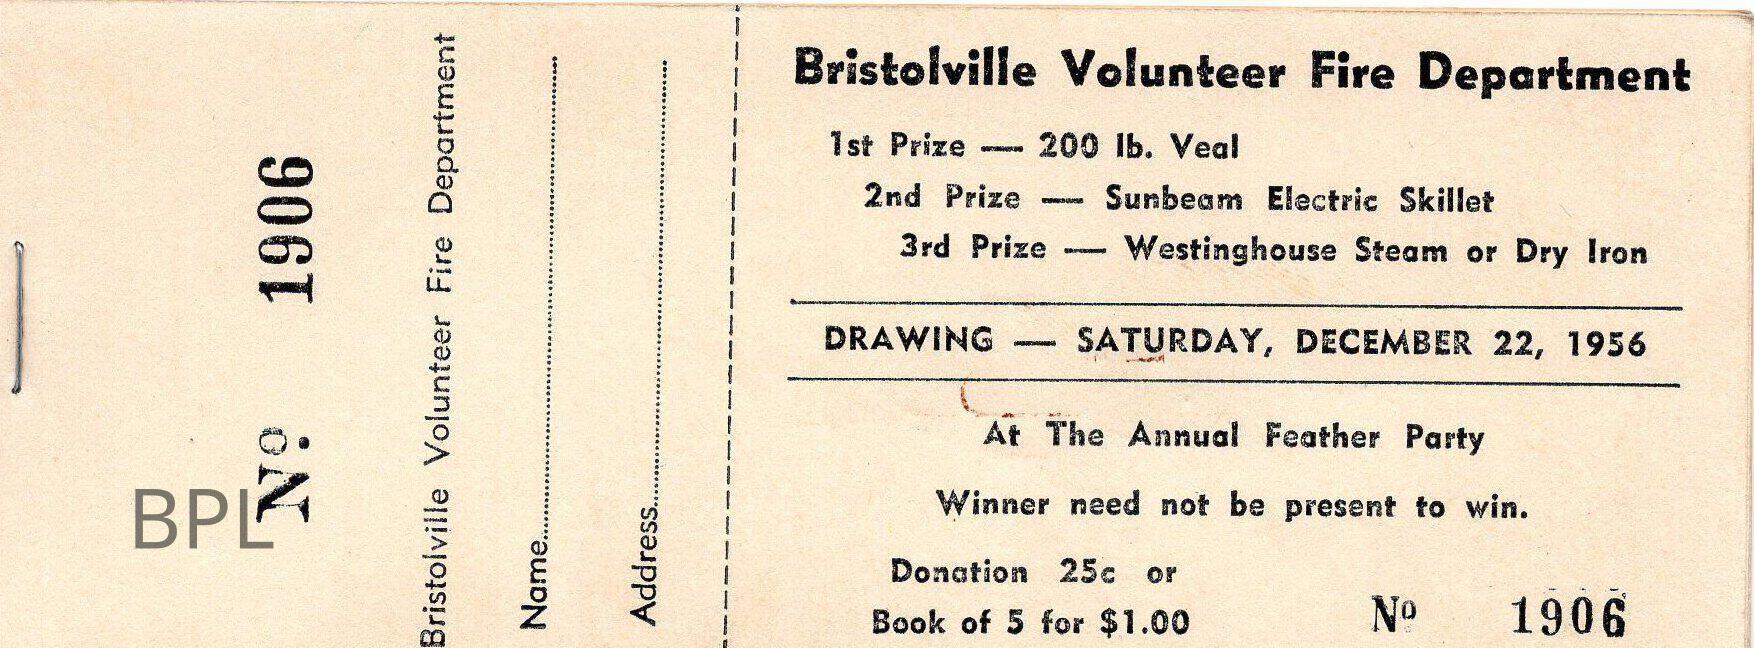 BPL
Nº. 1906
Bristolville Volunteer Fire Department
Name
Address
Bristolville Volunteer Fire Department
1st Prize — 200 lb. Veal
2nd Prize — Sunbeam Electric Skillet
3rd Prize — Westinghouse Steam or Dry Iron
DRAWING — SATURDAY, DECEMBER 22, 1956
At The Annual Feather Party
Winner need not be present to win.
Donation 25c or
Book of 5 for $1.00
Nº 1906